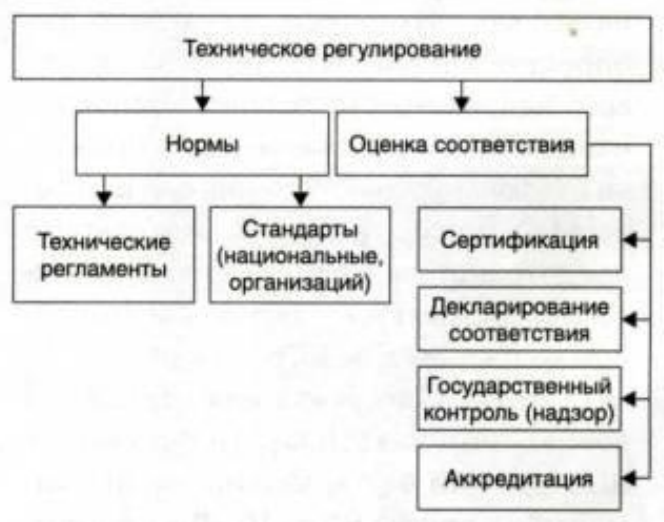 Техническое регулирование
Нормы
Оценка соответствия
Технические
регламенты
Стандарты
(национальные,
организаций)
Сертификация
Декларирование
соответствия
Государственный
контроль (надзор)
Аккредитация